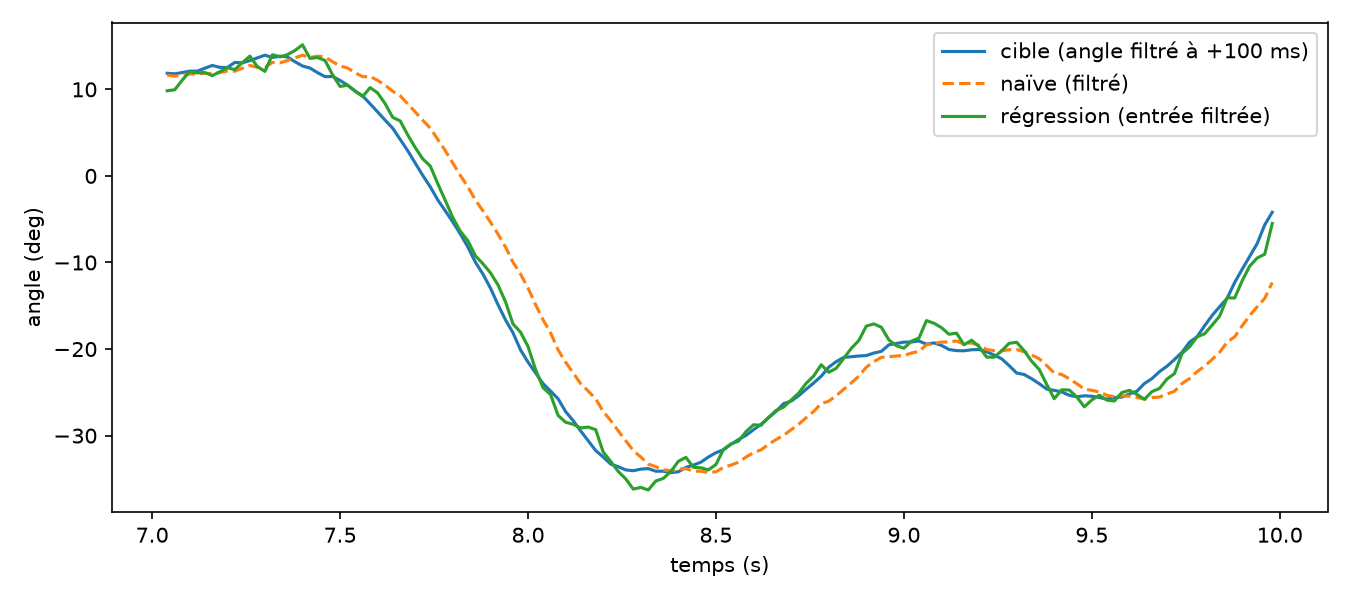 cible (angle filtré à +100 ms)
naïve (filtré)
régression (entrée filtrée)
angle (deg)
10
0
−10
−20
−30
7.0 7.5 8.0 8.5 9.0 9.5 10.0
temps (s)